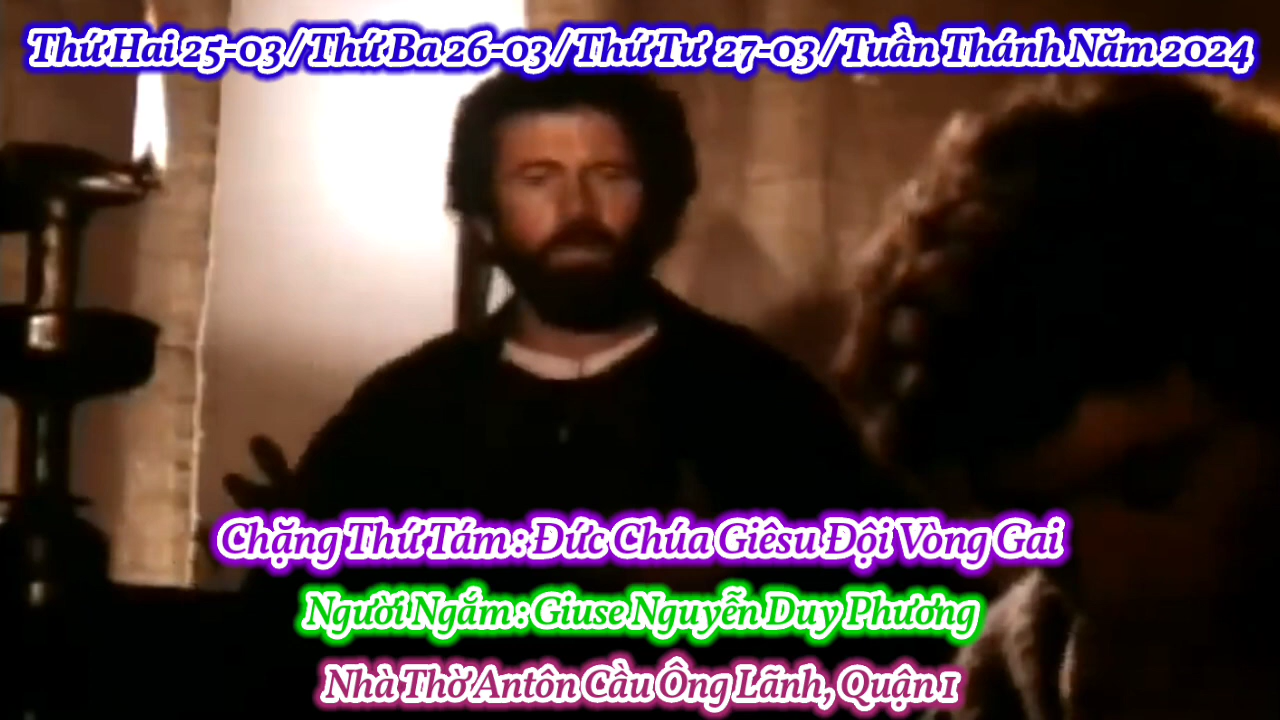 Thứ Hai 25-03 / Thứ Ba 26-03 / Thứ Tư 27-03 / Tuần Thánh Năm 2024
Chặng Thứ Tám : Đức Chúa Giêsu Đội Vòng Gai
Người Ngắm : Giuse Nguyễn Duy Phương
Nhà Thờ Antôn Cầu Ông Lãnh, Quận 1